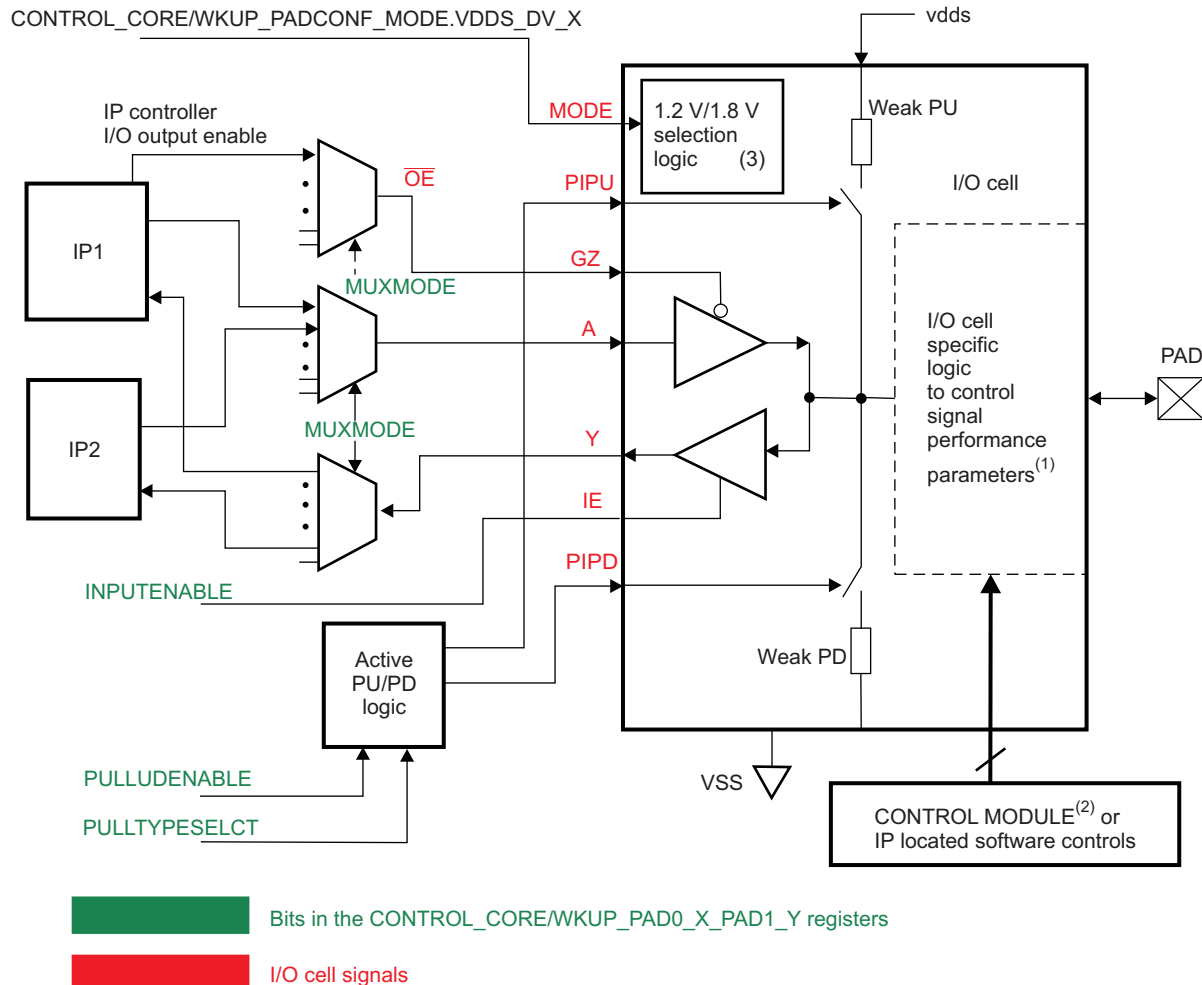 CONTROL_CORE/WKUP_PADCONF_MODE.VDDS_DV_X
vdds
IP controller
I/O output enable
MODE
1.2 V/1.8 V
selection
logic (3)
Weak PU
OE
PIPU
I/O cell
IP1
GZ
MUXMODE
A
I/O cell
specific
logic
to control
signal
performance
parameters(1)
PAD
IP2
MUXMODE
Y
IE
PIPD
INPUTENABLE
Active
PU/PD
logic
Weak PD
PULLUDENABLE
VSS
PULLTYPESELCT
CONTROL MODULE(2) or
IP located software controls
Bits in the CONTROL_CORE/WKUP_PAD0_X_PAD1_Y registers
I/O cell signals